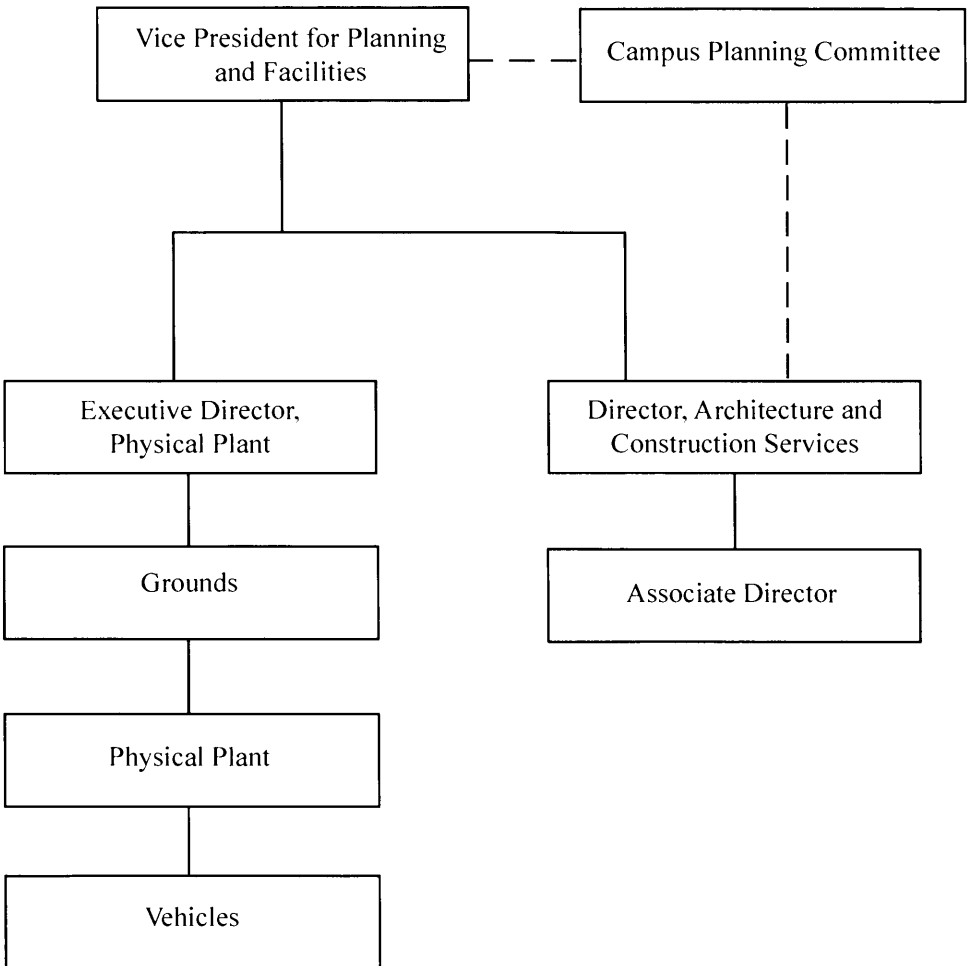 Vice President for Planning
and Facilities
Campus Planning Committee
Executive Director,
Physical Plant
Director, Architecture and
Construction Services
Grounds
Associate Director
Physical Plant
Vehicles